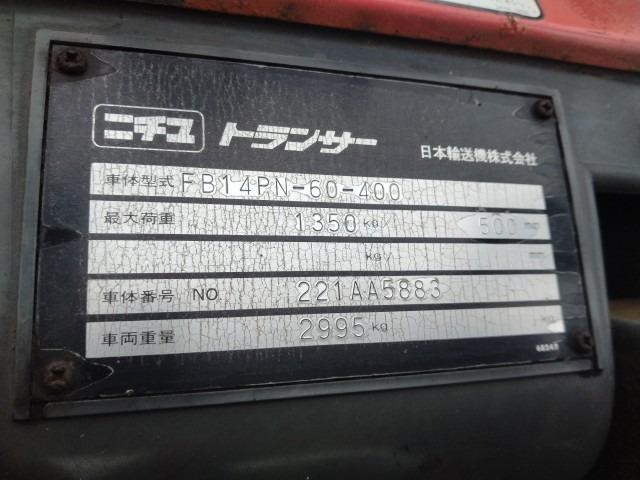 ニチユ トランサー 日本輸送機株式会社
車体型式 FB14PN-60-400
最大荷重 1350 kg 500 mm
kg mm
車体番号 NO. 221AA5883
車両重量 2995 kg kg